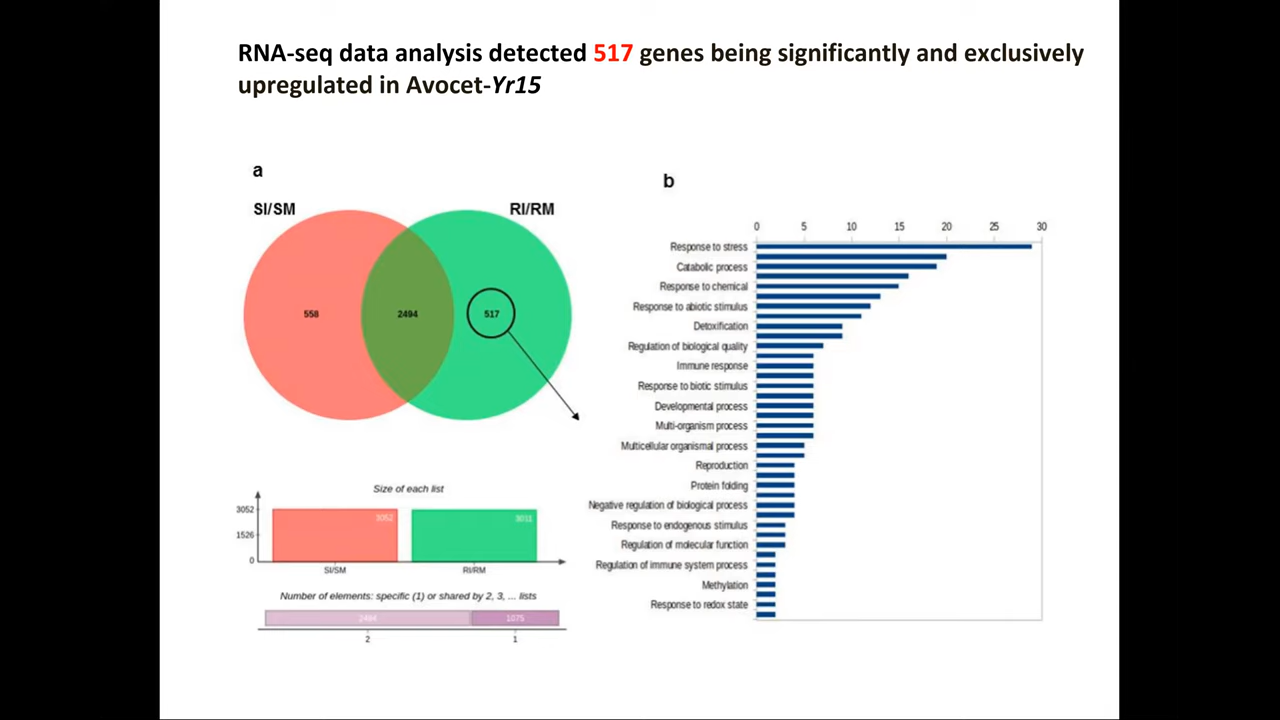 RNA-seq data analysis detected 517 genes being significantly and exclusively
upregulated in Avocet-Yr15
a
SI/SM
RI/RM
558
2494
517
Size of each list
3052
1526
0
3052
3011
SI/SM
RI/RM
Number of elements: specific (1) or shared by 2, 3, ... lists
2494
1075
2
1
b
0 5 10 15 20 25 30
Response to stress
Catabolic process
Response to chemical
Response to abiotic stimulus
Detoxification
Regulation of biological quality
Immune response
Response to biotic stimulus
Developmental process
Multi-organism process
Multicellular organismal process
Reproduction
Protein folding
Negative regulation of biological process
Response to endogenous stimulus
Regulation of molecular function
Regulation of immune system process
Methylation
Response to redox state